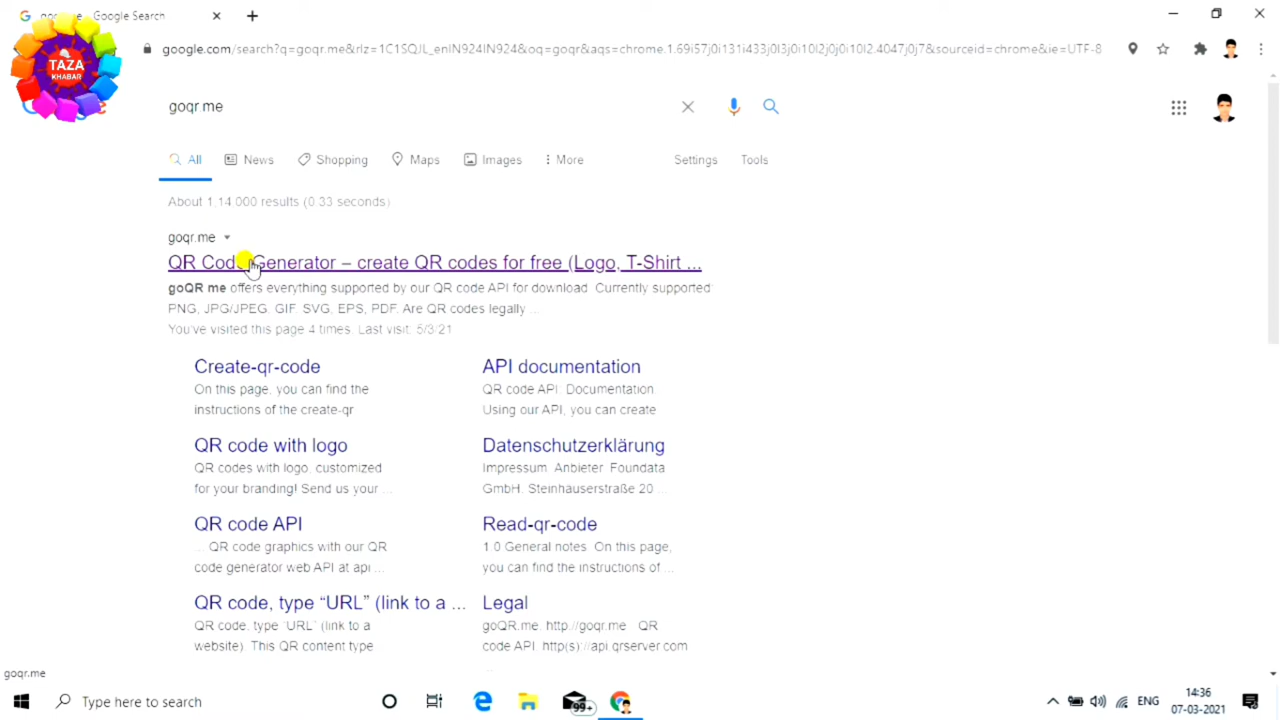 Google Search
TAZA
KHABAR
google.com/search?q=goqr.me&rlz=1C1SQJL_enIN924IN924&oq=goqr&aqs=chrome.1.69i57j0i131i433j0l3j0i10l2j0j0i10l2.4047j0j7&sourceid=chrome&ie=UTF-8
goqr me
All News Shopping Maps Images More Settings Tools
About 1,14,000 results (0.33 seconds)
goqr.me
QR Code Generator – create QR codes for free (Logo, T-Shirt ...
goQR me offers everything supported by our QR code API for download. Currently supported:
PNG, JPG/JPEG, GIF, SVG, EPS, PDF. Are QR codes legally ...
You've visited this page 4 times. Last visit: 5/3/21
Create-qr-code
On this page, you can find the
instructions of the create-qr
API documentation
QR code API: Documentation
Using our API, you can create
QR code with logo
QR codes with logo, customized
for your branding! Send us your ...
Datenschutzerklärung
Impressum. Anbieter. Foundata
GmbH. Steinhauserstraße 20 ...
QR code API
... QR code graphics with our QR
code generator web API at api ...
Read-qr-code
1.0 General notes. On this page,
you can find the instructions of ...
QR code, type “URL” (link to a ...
QR code, type “URL” (link to a
website). This QR content type
Legal
goQR.me, http://goqr.me · QR
code API. http(s)://api.qrserver.com
...
goqr.me
Type here to search
99+
ENG
14:36
07-03-2021